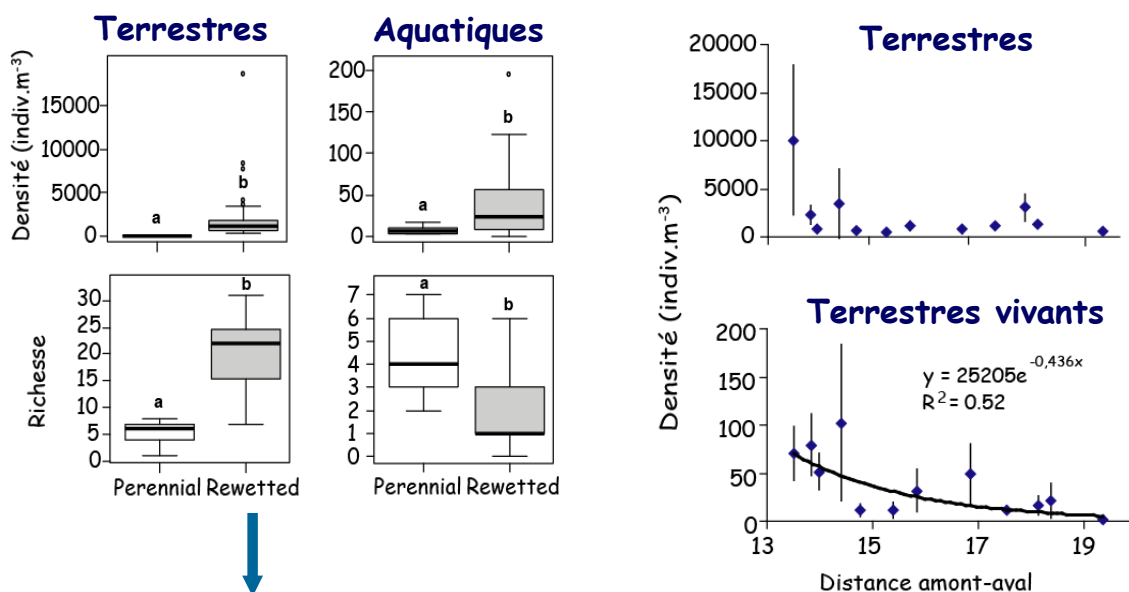 Terrestres
Aquatiques
Densité (indiv.m-3)
15000
10000
5000
0
a
b
200
150
100
50
0
a
b
Richesse
30
25
20
15
10
5
0
a
b
7
6
5
4
3
2
1
0
a
b
Perennial Rewetted
Perennial Rewetted
Terrestres
Densité (indiv.m-3)
20000
15000
10000
5000
0
Terrestres vivants
200
150
100
50
0
y = 25205e-0,436x
R2 = 0.52
13 15 17 19
Distance amont-aval